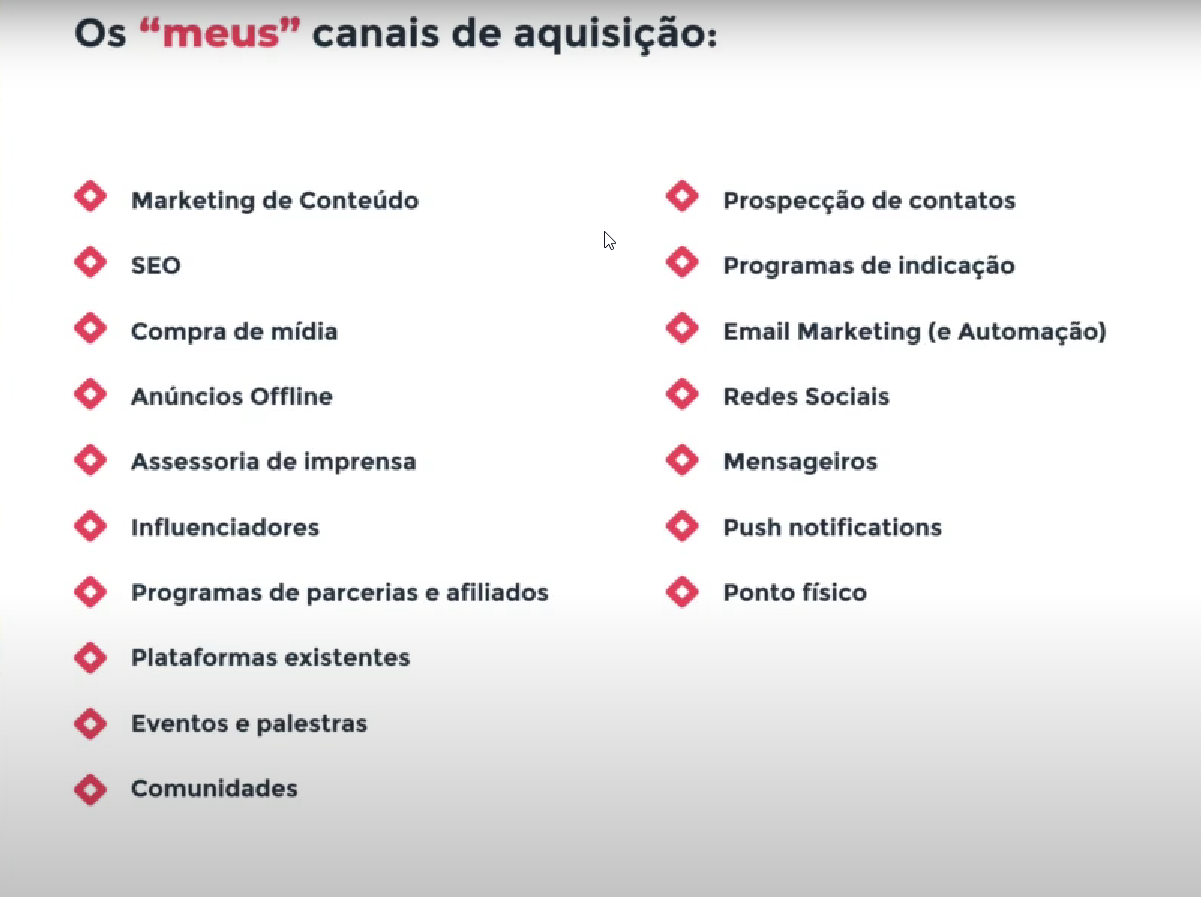 Os “meus” canais de aquisição:
Marketing de Conteúdo
SEO
Compra de mídia
Anúncios Offline
Assessoria de imprensa
Influenciadores
Programas de parcerias e afiliados
Plataformas existentes
Eventos e palestras
Comunidades
Prospecção de contatos
Programas de indicação
Email Marketing (e Automação)
Redes Sociais
Mensageiros
Push notifications
Ponto físico